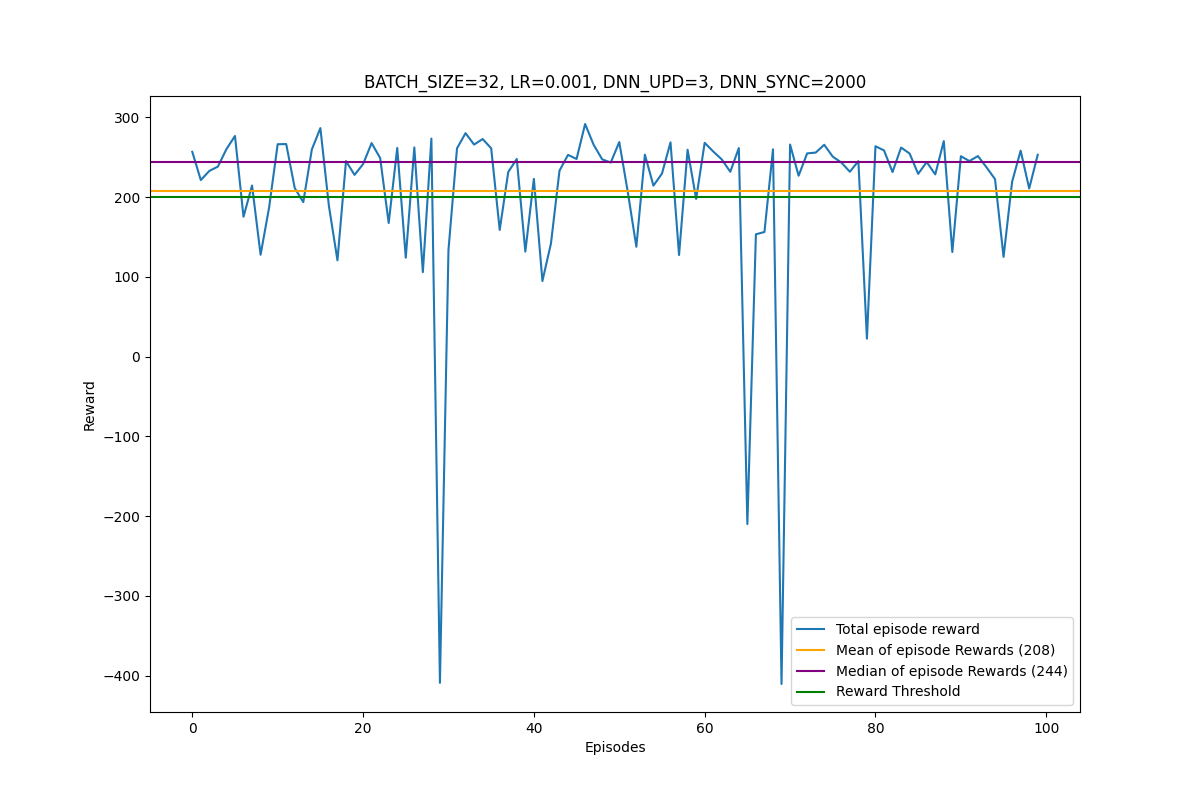 BATCH_SIZE=32, LR=0.001, DNN_UPD=3, DNN_SYNC=2000
Reward
300
200
100
0
−100
−200
−300
−400
Total episode reward
Mean of episode Rewards (208)
Median of episode Rewards (244)
Reward Threshold
0 20 40 60 80 100
Episodes